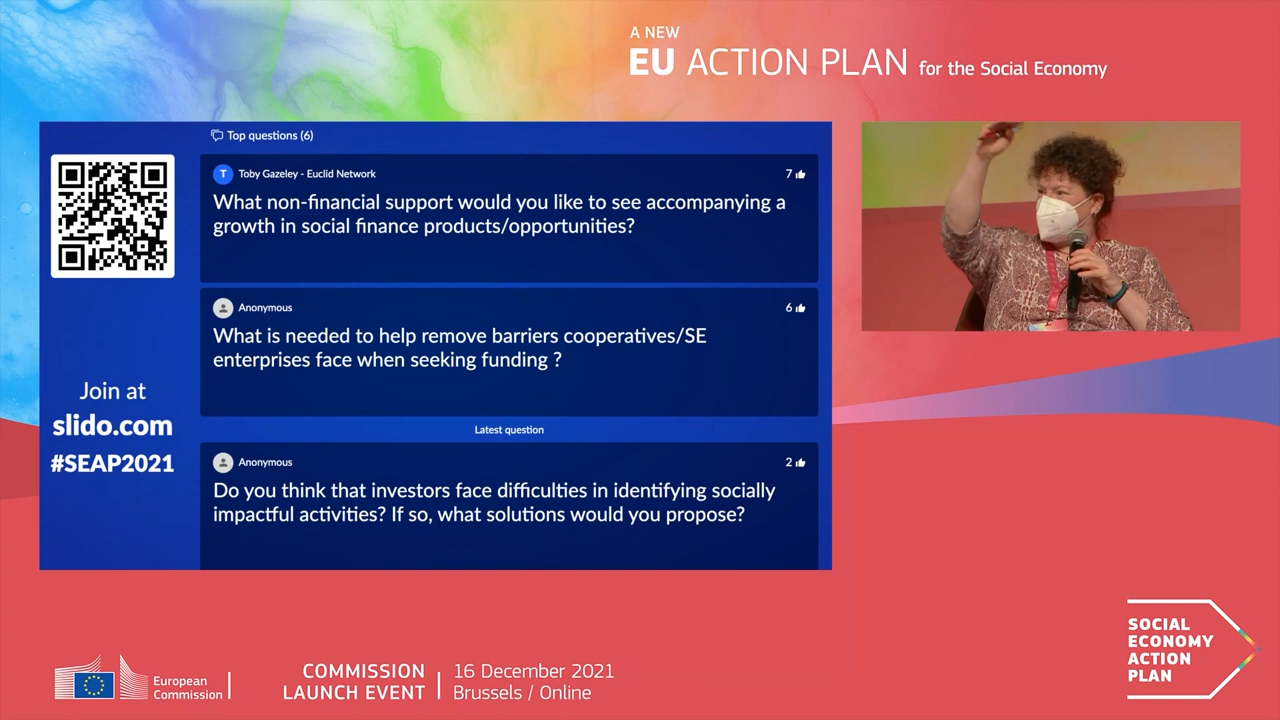 A NEW
EU ACTION PLAN for the Social Economy
Top questions (6)
T Toby Gazeley - Euclid Network 7
What non-financial support would you like to see accompanying a
growth in social finance products/opportunities?
Anonymous 6
What is needed to help remove barriers cooperatives/SE
enterprises face when seeking funding ?
Latest question
Anonymous 2
Do you think that investors face difficulties in identifying socially
impactful activities? If so, what solutions would you propose?
Join at
slido.com
#SEAP2021
European
Commission
COMMISSION
LAUNCH EVENT
16 December 2021
Brussels / Online
SOCIAL
ECONOMY
ACTION
PLAN